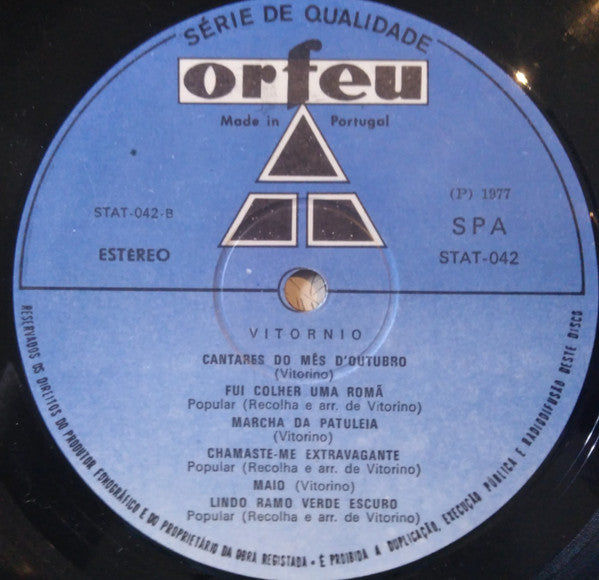 SÉRIE DE QUALIDADE
orfeu
Made in Portugal
STAT-042-B
ESTÉREO
(P) 1977
SPA
STAT-042
VITORNIO
CANTARES DO MÊS D'OUTUBRO
(Vitorino)
FUI COLHER UMA ROMÃ
Popular (Recolha e arr. de Vitorino)
MARCHA DA PATULEIA
(Vitorino)
CHAMASTE-ME EXTRAVAGANTE
Popular (Recolha e arr. de Vitorino)
MAIO (Vitorino)
LINDO RAMO VERDE ESCURO
Popular (Recolha e arr. de Vitorino)
RESERVADOS OS DIREITOS DO PRODUTOR FONOGRÁFICO E DO PROPRIETÁRIO DA OBRA REGISTADA - É PROIBIDA A DUPLICAÇÃO, EXECUÇÃO PÚBLICA E RADIODIFUSÃO DESTE DISCO